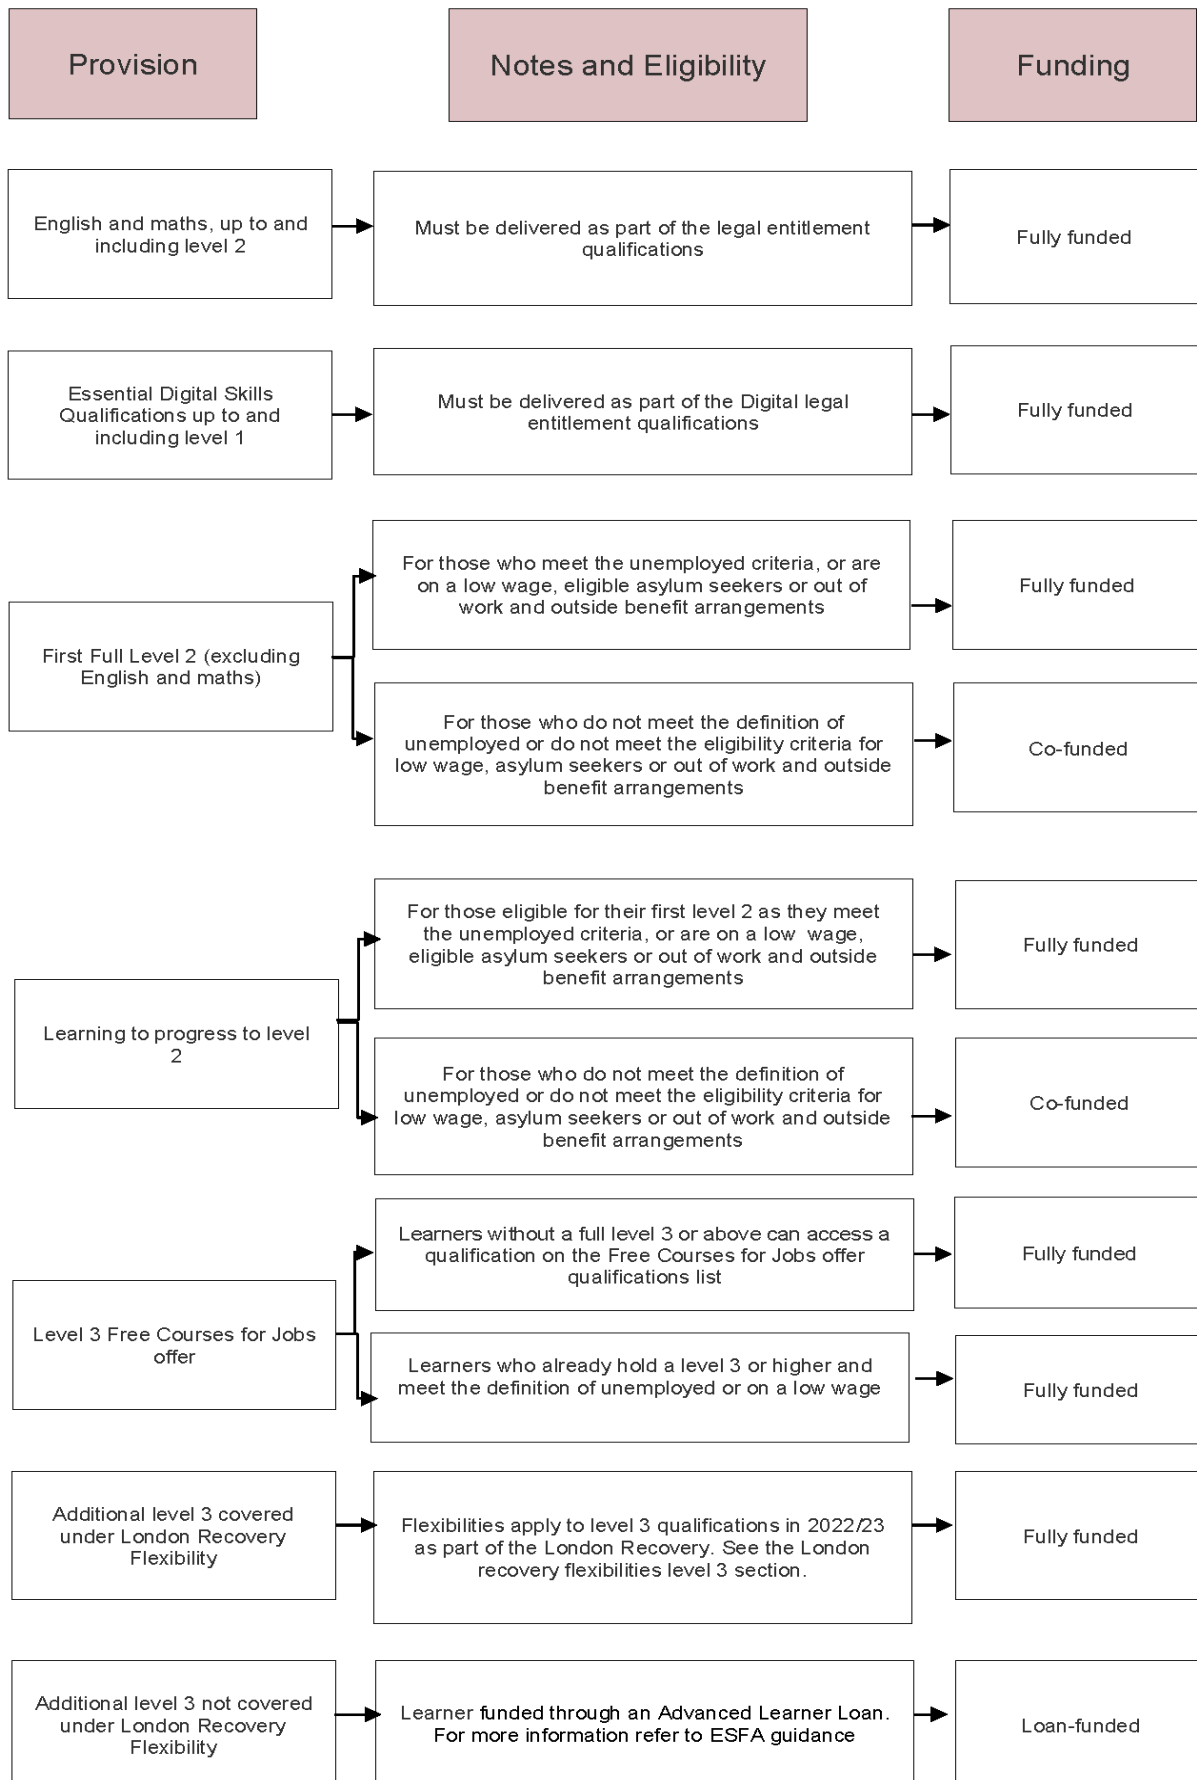 Provision
Notes and Eligibility
Funding
English and maths, up to and
including level 2
Must be delivered as part of the legal entitlement
qualifications
Fully funded
Essential Digital Skills
Qualifications up to and
including level 1
Must be delivered as part of the Digital legal
entitlement qualifications
Fully funded
First Full Level 2 (excluding
English and maths)
For those who meet the unemployed criteria, or are
on a low wage, eligible asylum seekers or out of
work and outside benefit arrangements
Fully funded
For those who do not meet the definition of
unemployed or do not meet the eligibility criteria for
low wage, asylum seekers or out of work and outside
benefit arrangements
Co-funded
Learning to progress to level
2
For those eligible for their first level 2 as they meet
the unemployed criteria, or are on a low wage,
eligible asylum seekers or out of work and outside
benefit arrangements
Fully funded
For those who do not meet the definition of
unemployed or do not meet the eligibility criteria for
low wage, asylum seekers or out of work and outside
benefit arrangements
Co-funded
Level 3 Free Courses for Jobs
offer
Learners without a full level 3 or above can access a
qualification on the Free Courses for Jobs offer
qualifications list
Fully funded
Learners who already hold a level 3 or higher and
meet the definition of unemployed or on a low wage
Fully funded
Additional level 3 covered
under London Recovery
Flexibility
Flexibilities apply to level 3 qualifications in 2022/23
as part of the London Recovery. See the London
recovery flexibilities level 3 section.
Fully funded
Additional level 3 not covered
under London Recovery
Flexibility
Learner funded through an Advanced Learner Loan.
For more information refer to ESFA guidance
Loan-funded